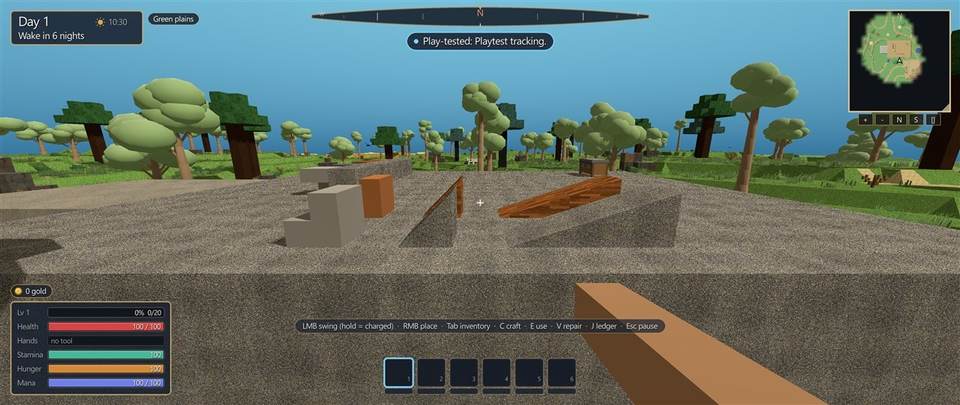 Day 1
10:30
Wake in 6 nights
Green plains
N
Play-tested: Playtest tracking.
N
+ - N S []
0 gold
Lv 1 0% 0/20
Health 100 / 100
Hands no tool
Stamina 100
Hunger 100
Mana 100 / 100
LMB swing (hold = charged) · RMB place · Tab inventory · C craft · E use · V repair · J ledger · Esc pause
1 2 3 4 5 6